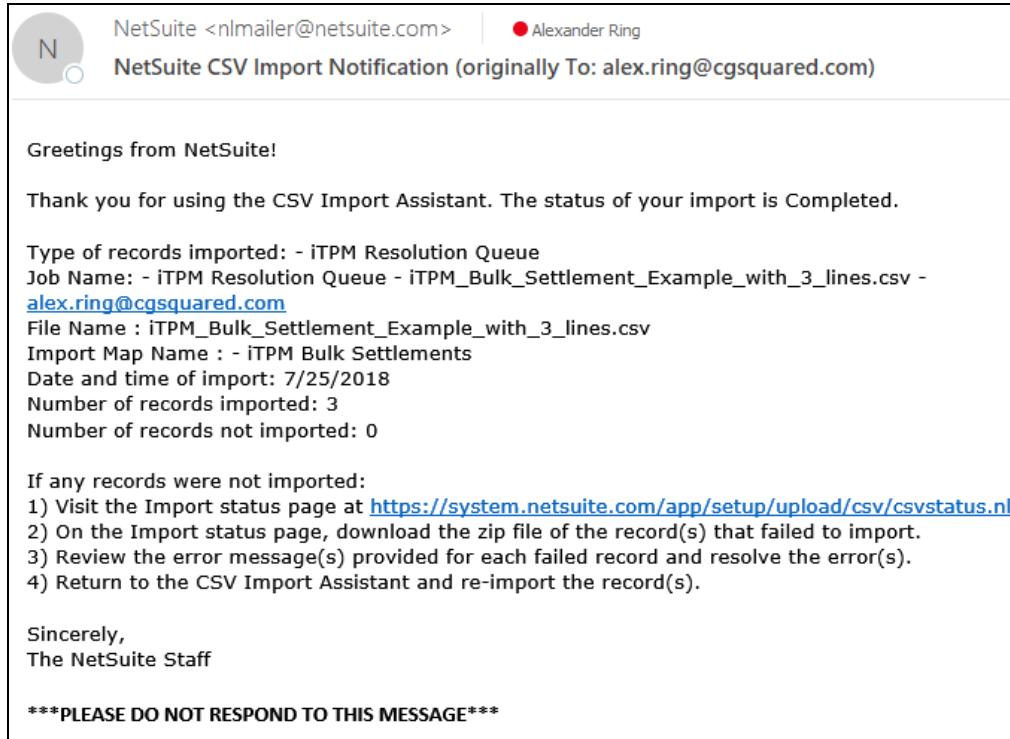 N
NetSuite <nlmailer@netsuite.com>
Alexander Ring
NetSuite CSV Import Notification (originally To: alex.ring@cgsquared.com)
Greetings from NetSuite!
Thank you for using the CSV Import Assistant. The status of your import is Completed.
Type of records imported: - iTPM Resolution Queue
Job Name: - iTPM Resolution Queue - iTPM_Bulk_Settlement_Example_with_3_lines.csv -
alex.ring@cgsquared.com
File Name : iTPM_Bulk_Settlement_Example_with_3_lines.csv
Import Map Name : - iTPM Bulk Settlements
Date and time of import: 7/25/2018
Number of records imported: 3
Number of records not imported: 0
If any records were not imported:
1) Visit the Import status page at https://system.netsuite.com/app/setup/upload/csv/csvstatus.nl
2) On the Import status page, download the zip file of the record(s) that failed to import.
3) Review the error message(s) provided for each failed record and resolve the error(s).
4) Return to the CSV Import Assistant and re-import the record(s).
Sincerely,
The NetSuite Staff
***PLEASE DO NOT RESPOND TO THIS MESSAGE***